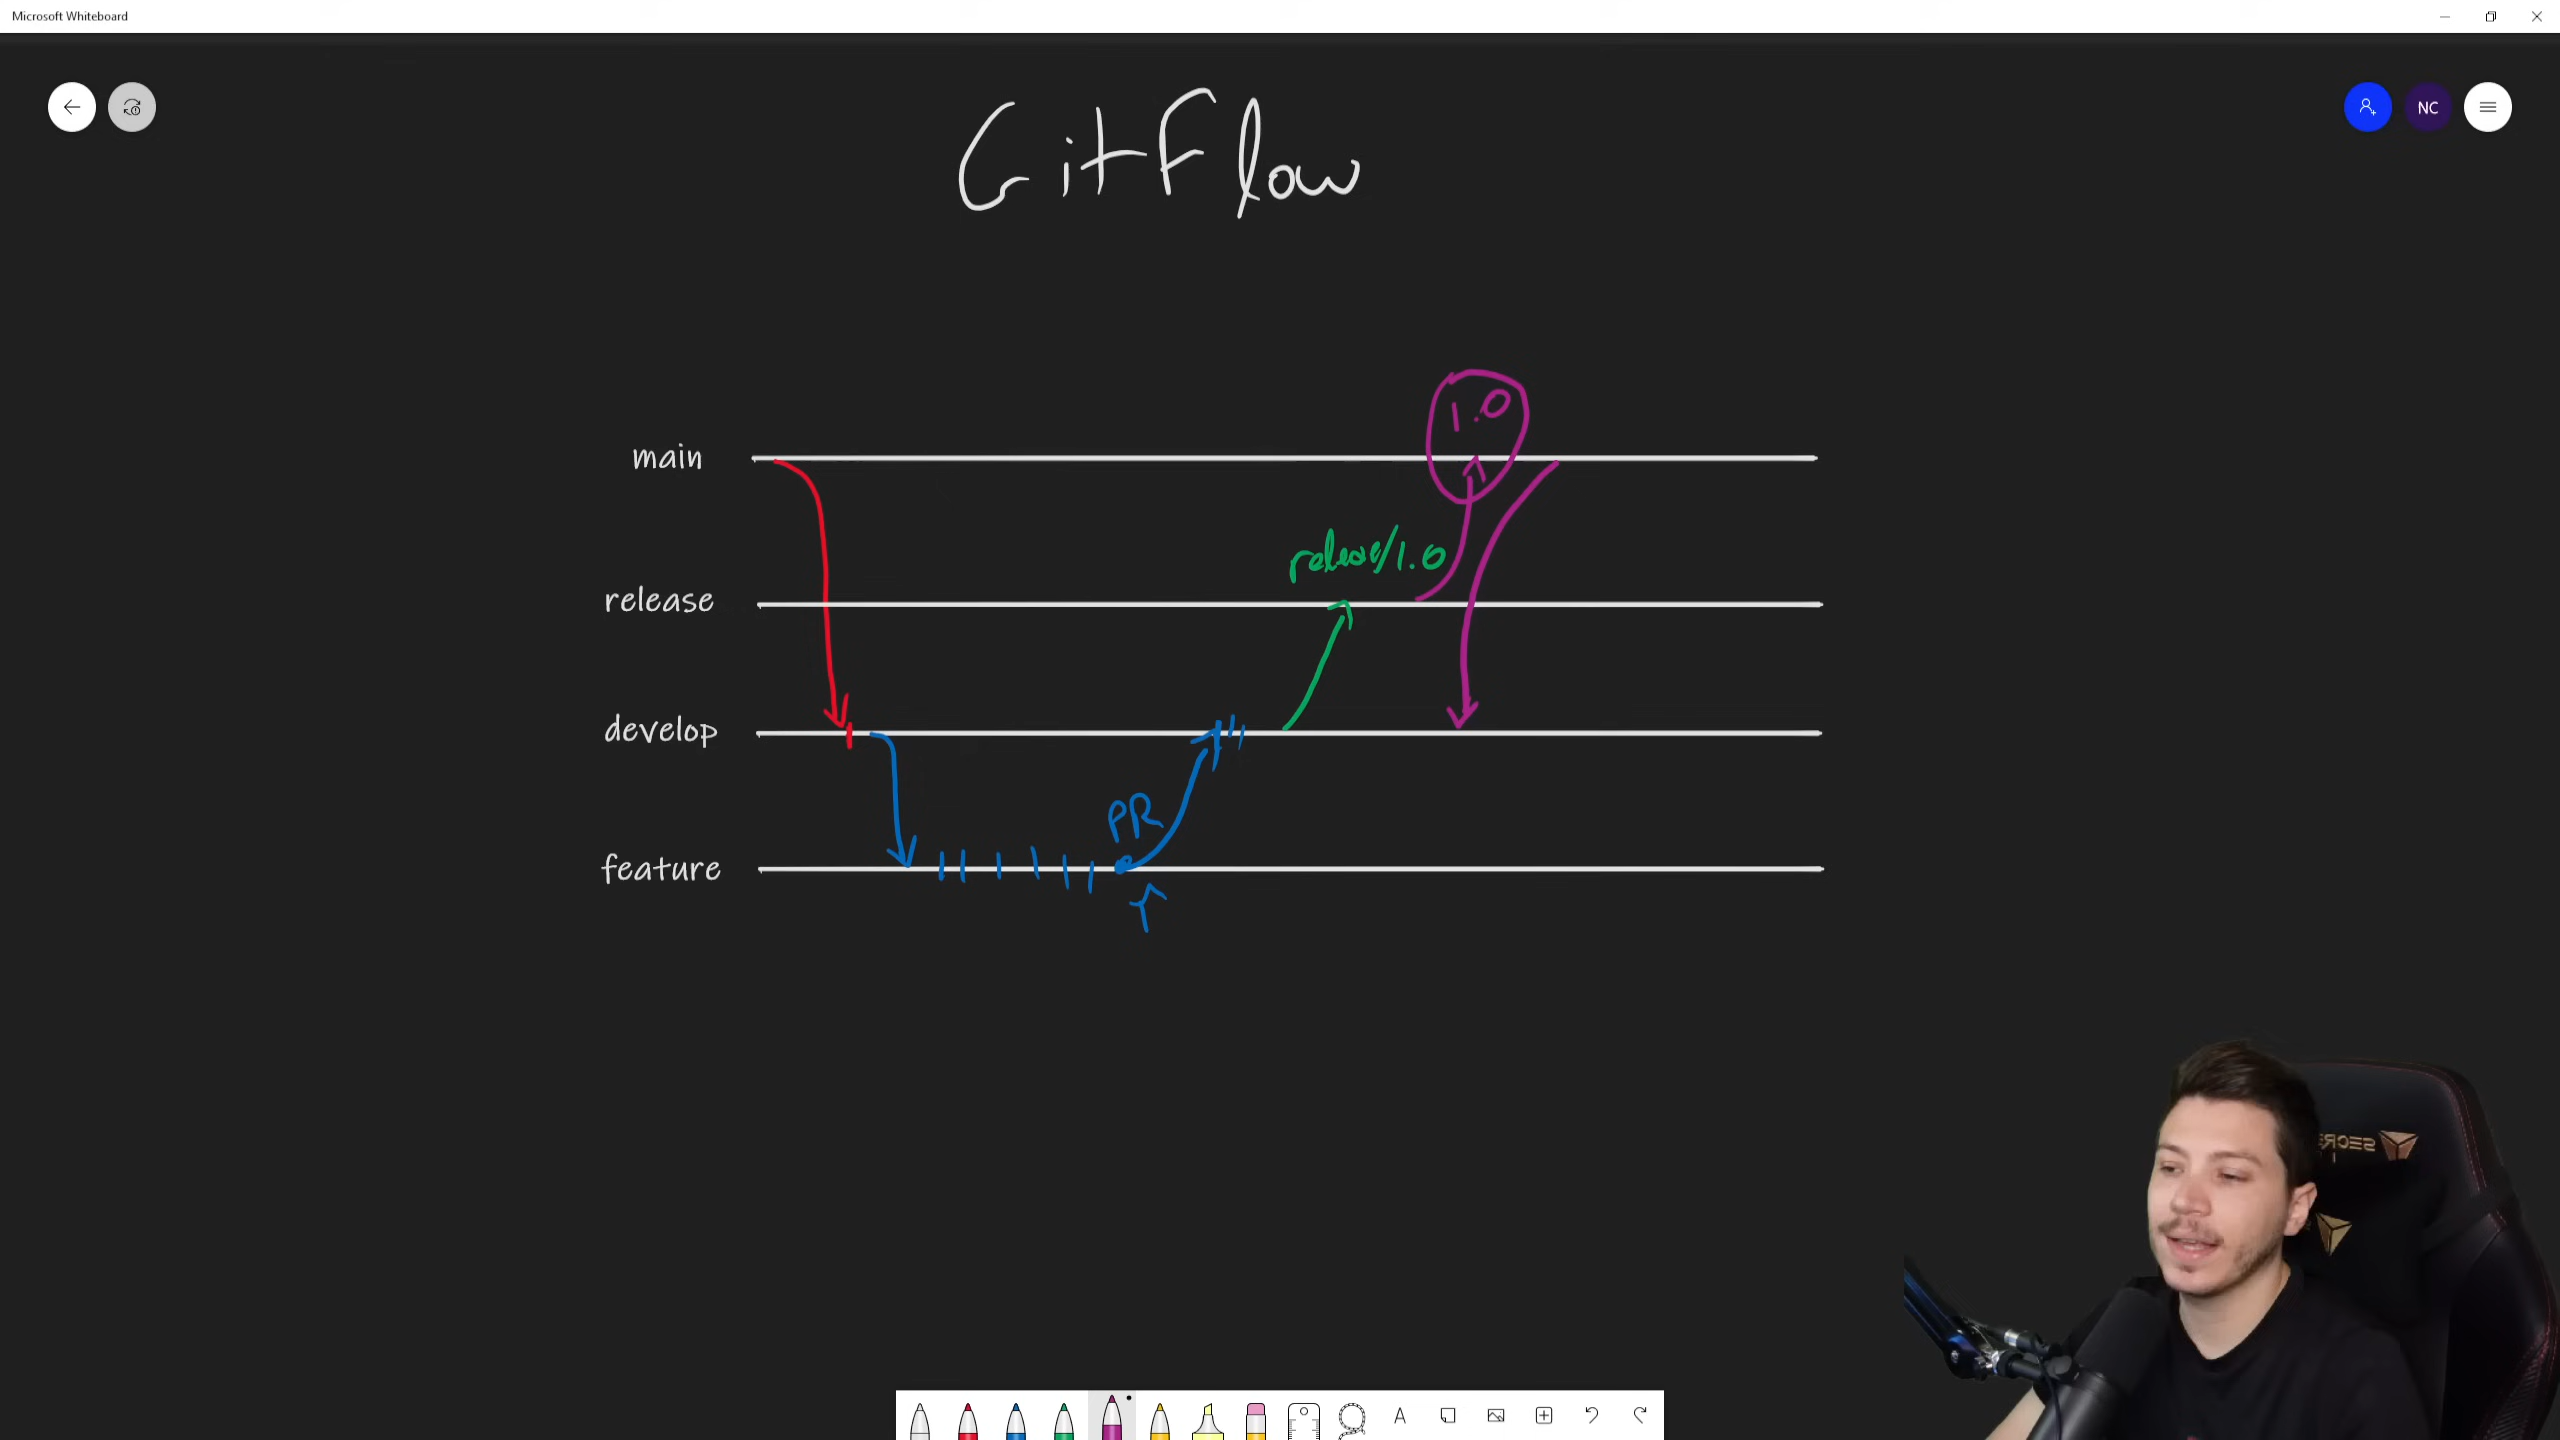 Microsoft Whiteboard
NC
GitFlow
1.0
main
release/1.0
release
develop
PR
feature
A